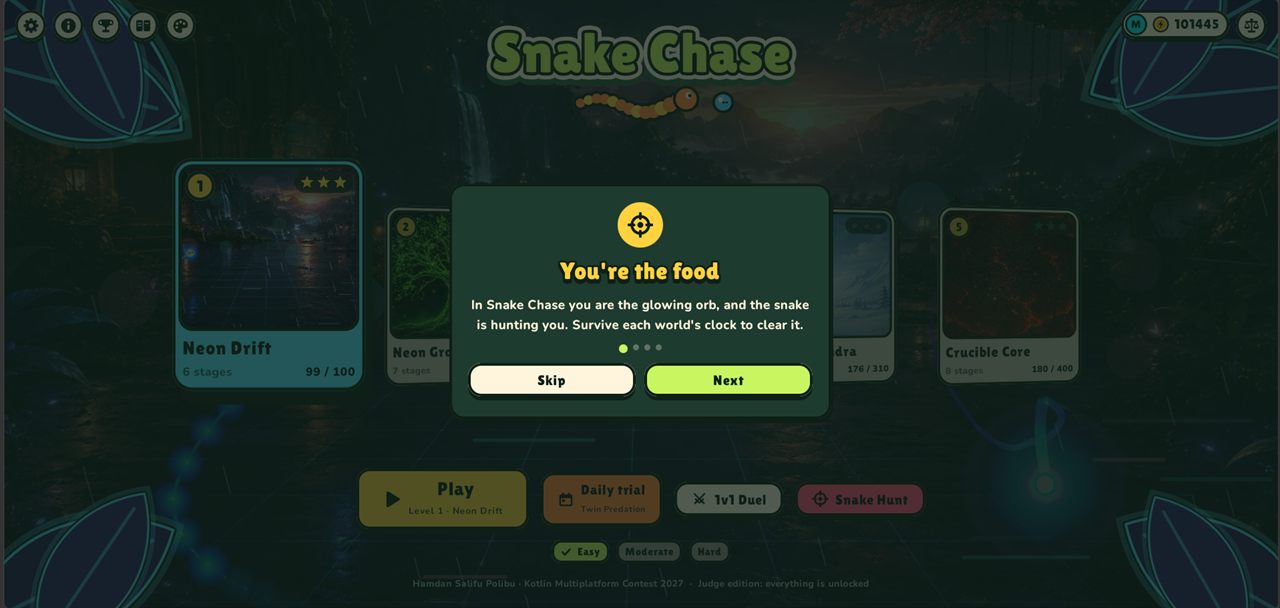 M 101445
Snake Chase
1
2
5
You're the food
In Snake Chase you are the glowing orb, and the snake
is hunting you. Survive each world's clock to clear it.
Skip
Next
Neon Drift
6 stages
99 / 100
Neon Gro
7 stages
dra
176 / 310
Crucible Core
8 stages
180 / 400
Play
Level 1 · Neon Drift
Daily trial
Twin Predation
1v1 Duel
Snake Hunt
Easy
Moderate
Hard
Hamdan Salifu Polibu · Kotlin Multiplatform Contest 2027 · Judge edition: everything is unlocked